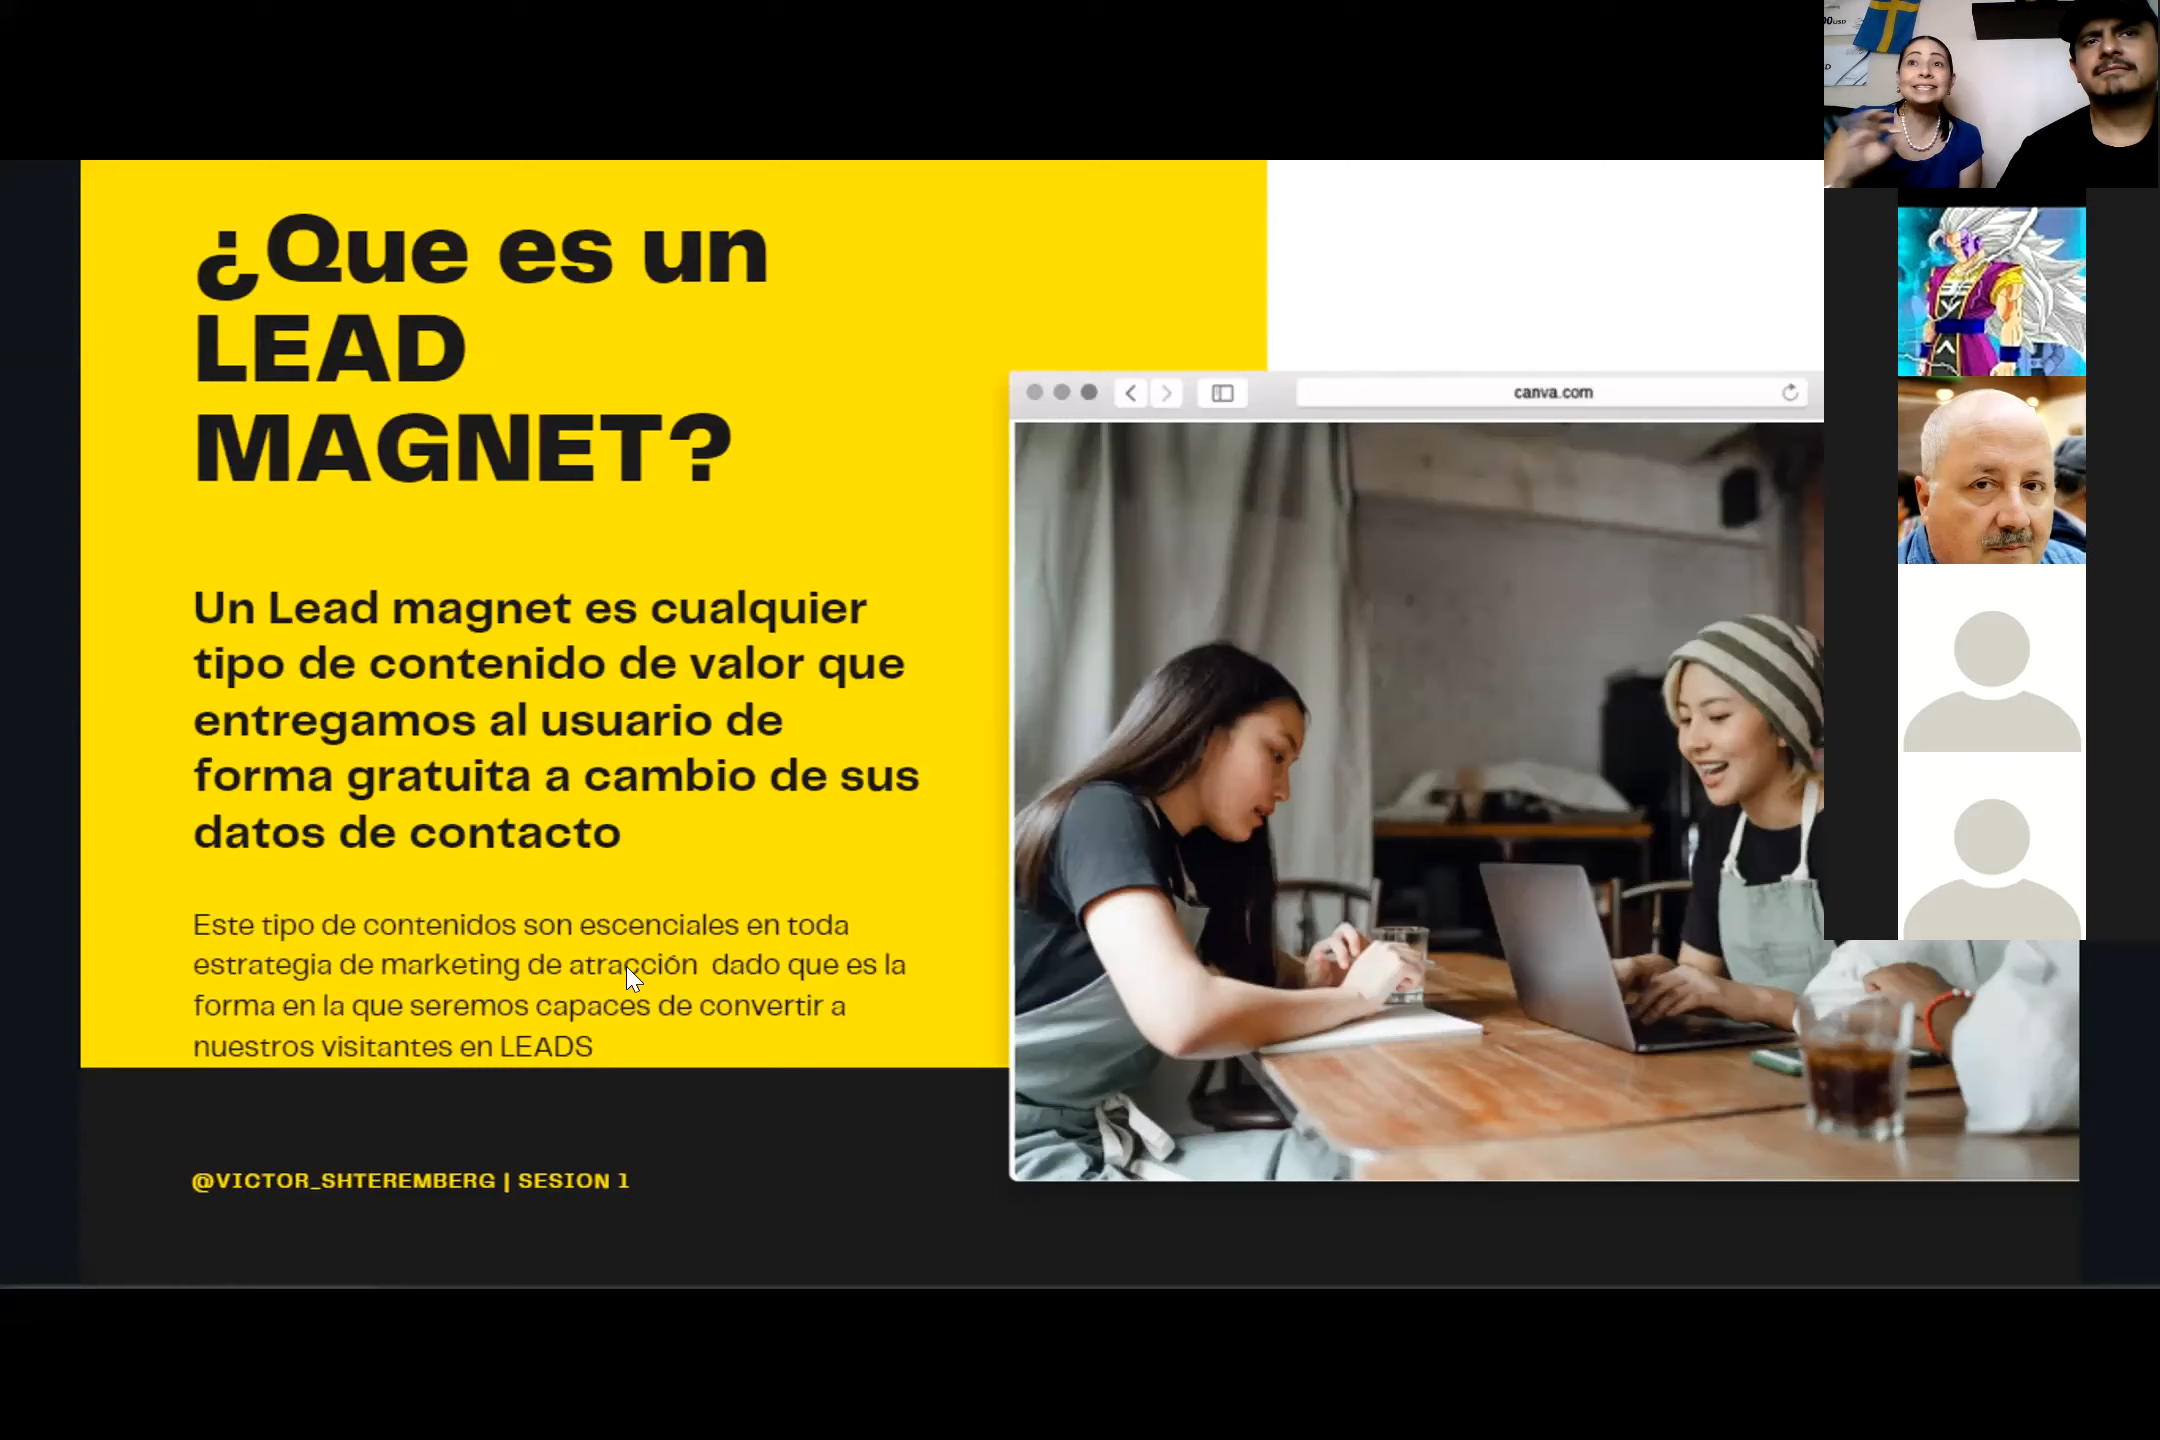 ¿Que es un
LEAD
MAGNET?
Un Lead magnet es cualquier
tipo de contenido de valor que
entregamos al usuario de
forma gratuita a cambio de sus
datos de contacto
Este tipo de contenidos son escenciales en toda
estrategia de marketing de atracción dado que es la
forma en la que seremos capaces de convertir a
nuestros visitantes en LEADS
@VICTOR_SHTEREMBERG | SESION 1
canva.com
00USD
D